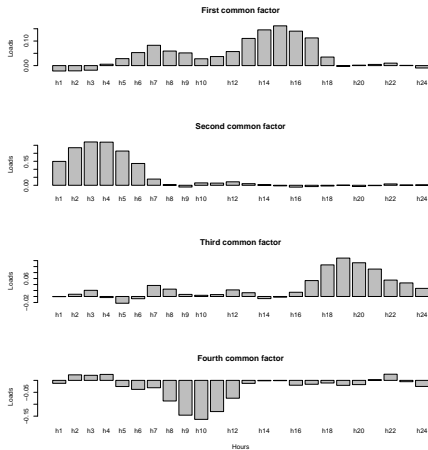 First common factor
Loads
0.00 0.10
h1 h2 h3 h4 h5 h6 h7 h8 h9 h10 h12 h14 h16 h18 h20 h22 h24
Second common factor
Loads
0.00 0.15
h1 h2 h3 h4 h5 h6 h7 h8 h9 h10 h12 h14 h16 h18 h20 h22 h24
Third common factor
Loads
−0.02 0.06
h1 h2 h3 h4 h5 h6 h7 h8 h9 h10 h12 h14 h16 h18 h20 h22 h24
Fourth common factor
Loads
−0.15 −0.05
h1 h2 h3 h4 h5 h6 h7 h8 h9 h10 h12 h14 h16 h18 h20 h22 h24
Hours